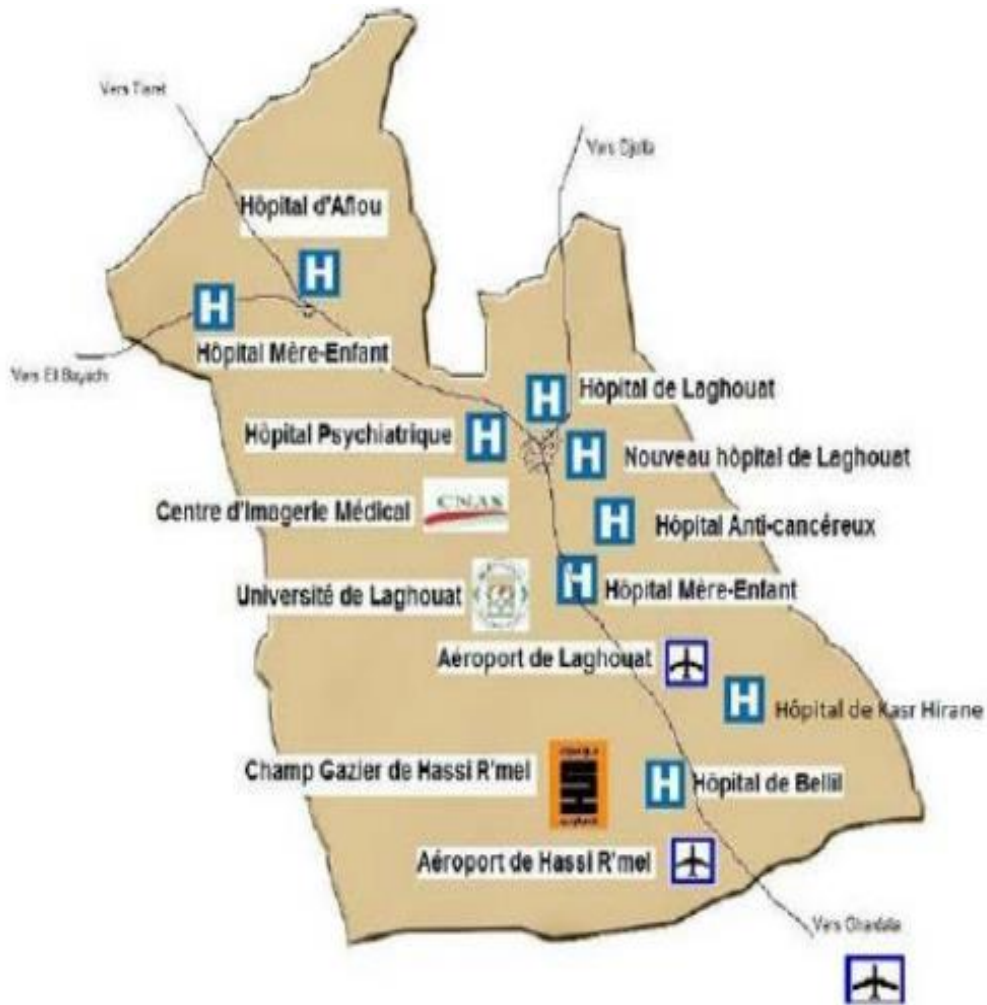 Vers Tiaret
Vers Djelfa
Hôpital d'Aflou
H
H
Hôpital Mère-Enfant
Vers El Bayadh
H
Hôpital de Laghouat
Hôpital Psychiatrique
H
H
Nouveau hôpital de Laghouat
Centre d'Imagerie Médical
CNAS
H
Hôpital Anti-cancéreux
Université de Laghouat
H
Hôpital Mère-Enfant
Aéroport de Laghouat
H
Hôpital de Kasr Hirane
Champ Gazier de Hassi R'mel
H
Hôpital de Bellil
Aéroport de Hassi R'mel
Vers Ghardaia